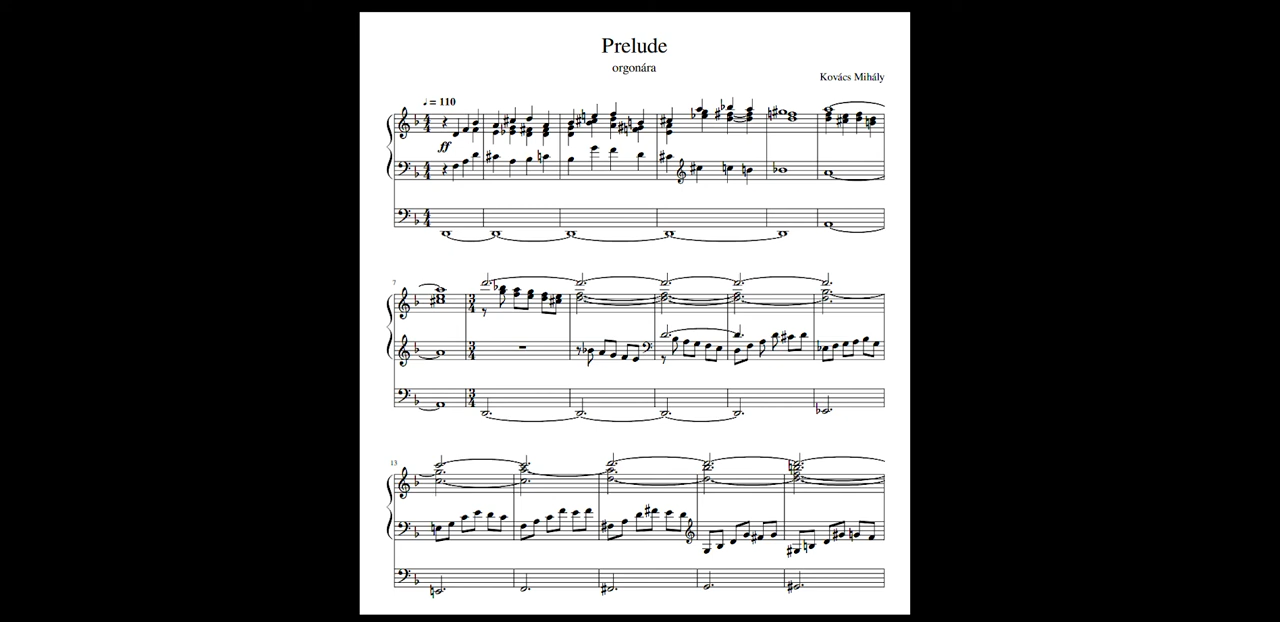 Prelude
orgonára
Kovács Mihály
♩ = 110
ff
7
13